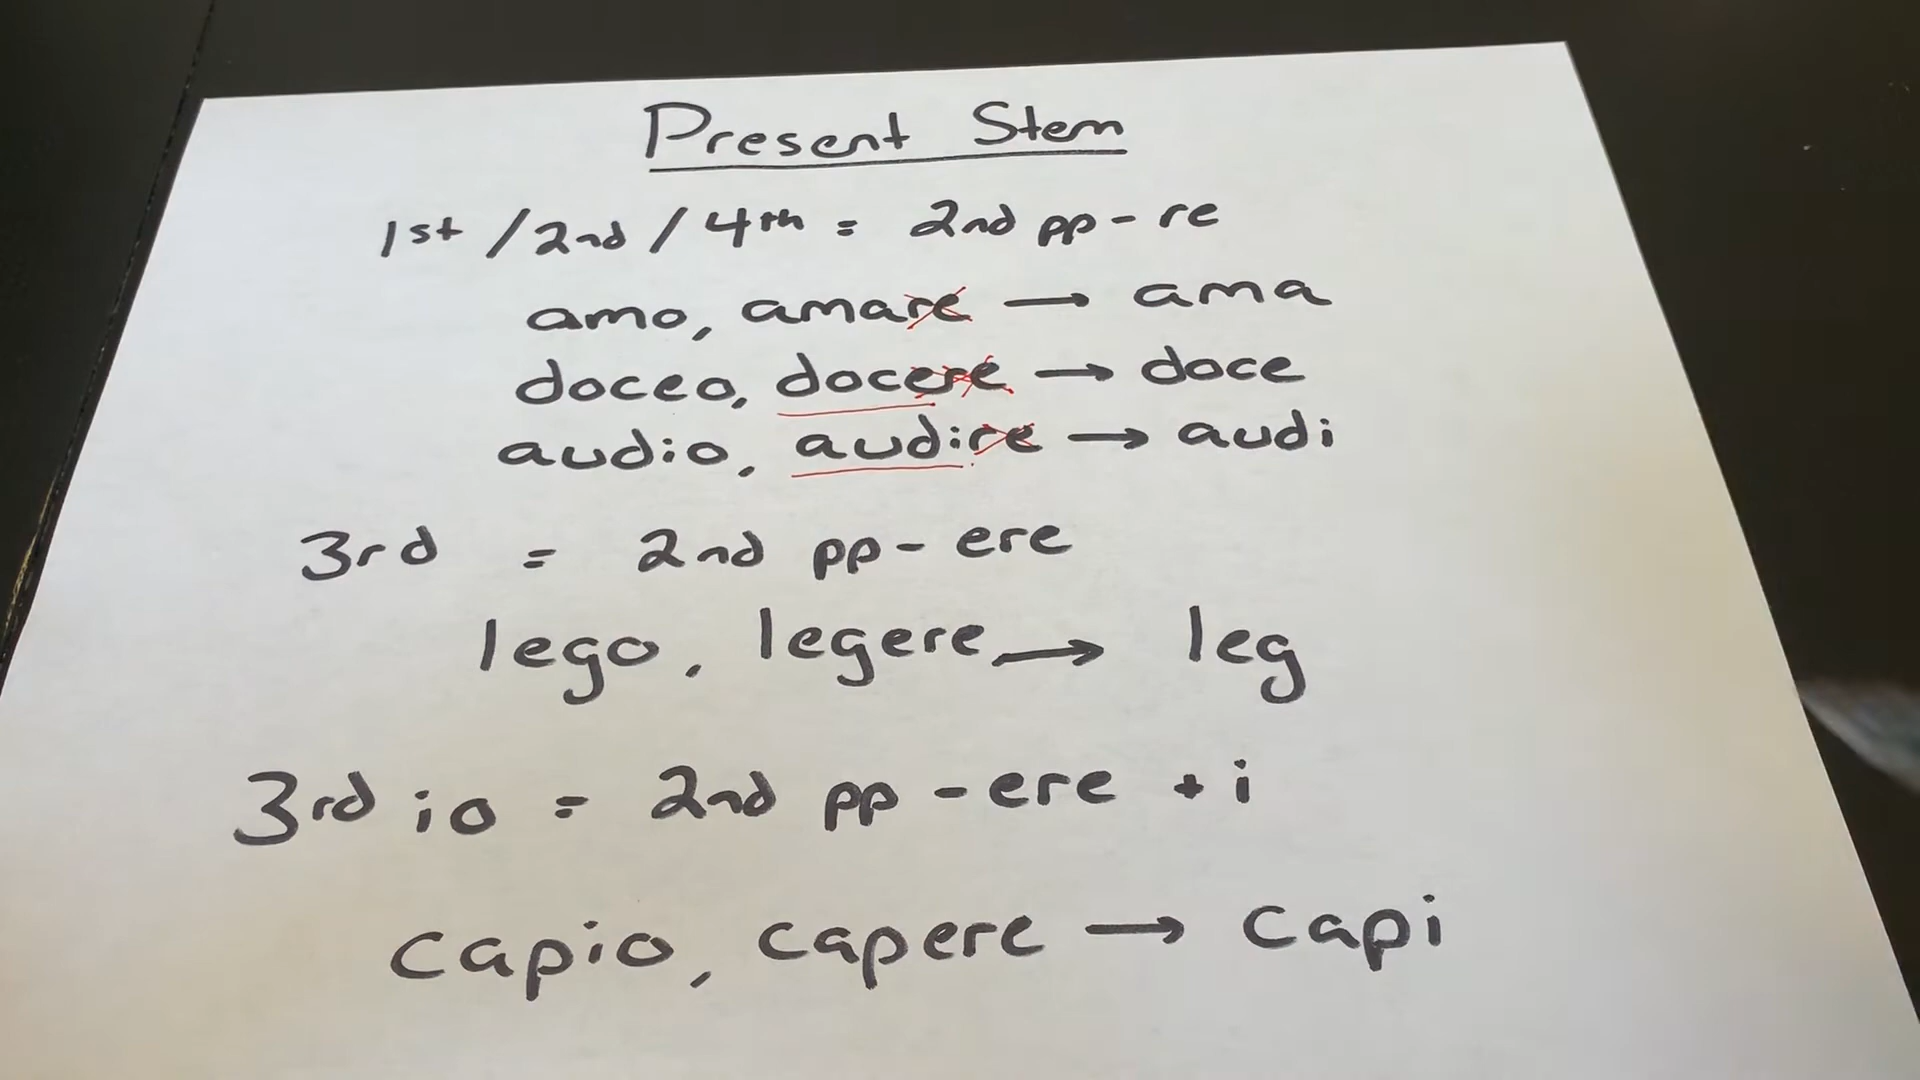 Present Stem
1st / 2nd / 4th = 2nd pp - re
amo, amare → ama
doceo, docere → doce
audio, audire → audi
3rd = 2nd pp - ere
lego, legere → leg
3rd io = 2nd pp - ere + i
capio, capere → capi